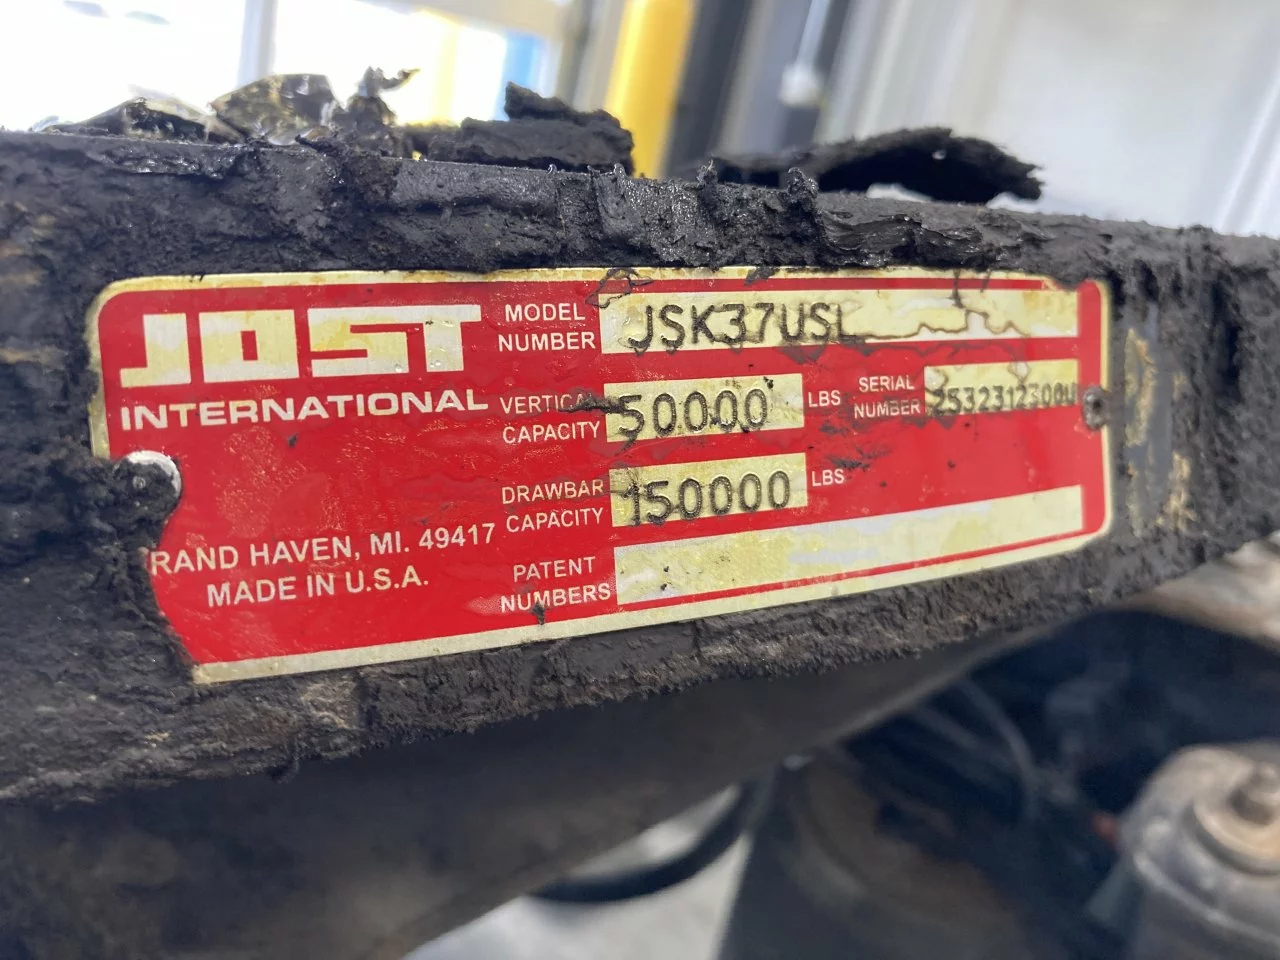 JOST
INTERNATIONAL
MODEL NUMBER JSK37USL
VERTICAL CAPACITY 50000 LBS
SERIAL NUMBER 2532312300U
DRAWBAR CAPACITY 150000 LBS
PATENT NUMBERS
RAND HAVEN, MI. 49417
MADE IN U.S.A.